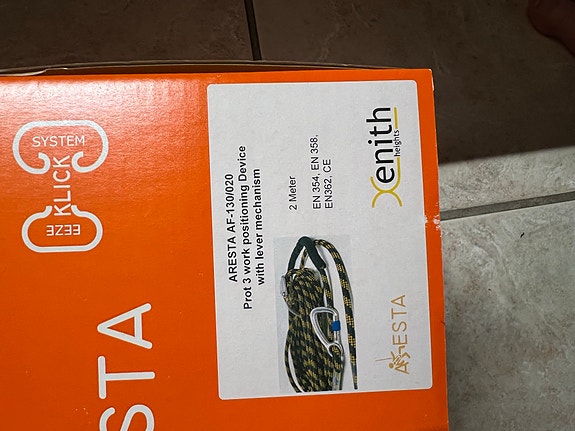 SYSTEM
KLICK
EEZE
STA
ARESTA AF-130/020
Prot 3 work positioning Device
with lever mechanism
2 Meter
EN 354, EN 358,
EN362, CE
Xenith
heights
ARESTA